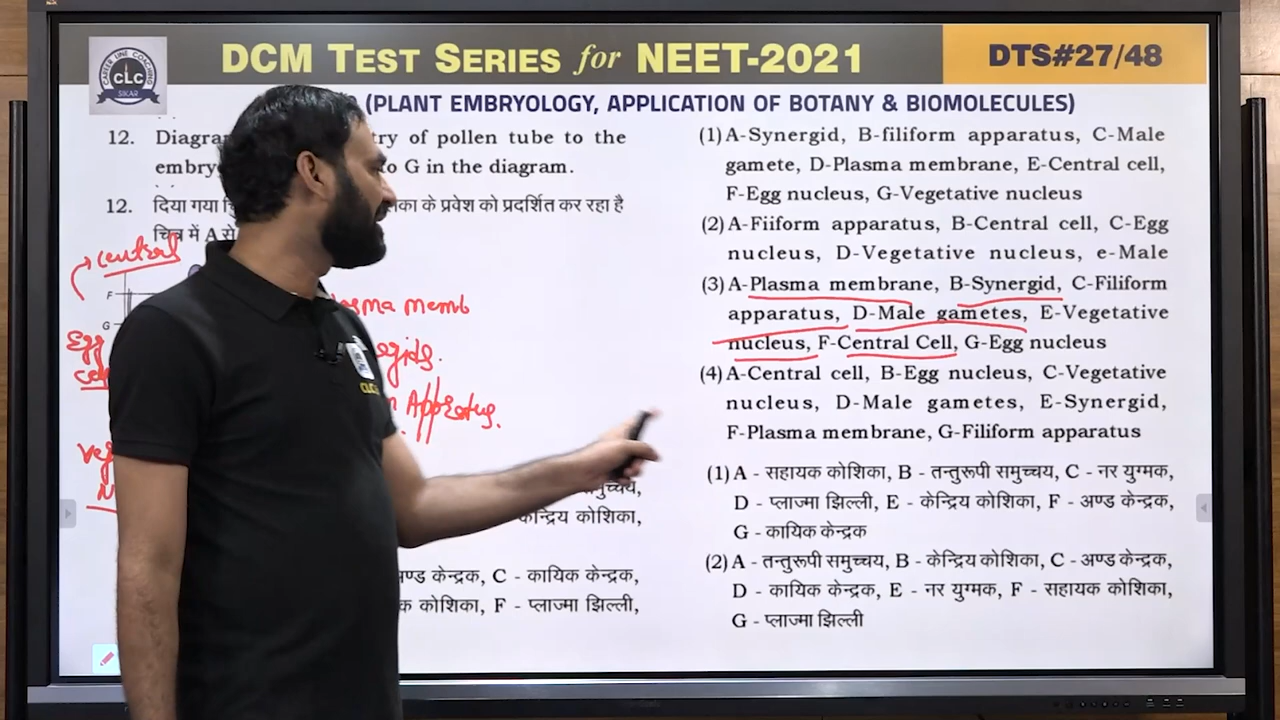 DCM TEST SERIES for NEET-2021
DTS#27/48
CAREER LINE COACHING
CLC
SIKAR
(PLANT EMBRYOLOGY, APPLICATION OF BOTANY & BIOMOLECULES)
12. try of pollen tube to the
to G in the diagram.
12. दिया गया के प्रवेश को प्रदर्शित कर रहा है
चित्र में A से
central
F
G
Egg
memb
Apparatus.
केन्द्रिय कोशिका,
केन्द्रक, C - कायिक केन्द्रक,
कोशिका, F - प्लाज्मा झिल्ली,
(1) A-Synergid, B-filiform apparatus, C-Male
gamete, D-Plasma membrane, E-Central cell,
F-Egg nucleus, G-Vegetative nucleus
(2) A-Fiiform apparatus, B-Central cell, C-Egg
nucleus, D-Vegetative nucleus, e-Male
(3) A-Plasma membrane, B-Synergid, C-Filiform
apparatus, D-Male gametes, E-Vegetative
nucleus, F-Central Cell, G-Egg nucleus
(4) A-Central cell, B-Egg nucleus, C-Vegetative
nucleus, D-Male gametes, E-Synergid,
F-Plasma membrane, G-Filiform apparatus
(1) A - सहायक कोशिका, B - तन्तुरूपी समुच्चय, C - नर युग्मक,
D - प्लाज्मा झिल्ली, E - केन्द्रिय कोशिका, F - अण्ड केन्द्रक,
G - कायिक केन्द्रक
(2) A - तन्तुरूपी समुच्चय, B - केन्द्रिय कोशिका, C - अण्ड केन्द्रक,
D - कायिक केन्द्रक, E - नर युग्मक, F - सहायक कोशिका,
G - प्लाज्मा झिल्ली